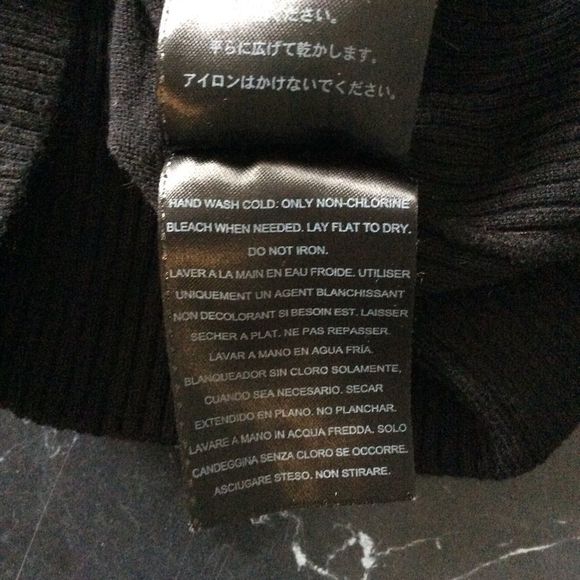 ください。
平らに広げて乾かします。
アイロンはかけないでください。
HAND WASH COLD: ONLY NON-CHLORINE
BLEACH WHEN NEEDED. LAY FLAT TO DRY.
DO NOT IRON.
LAVER A LA MAIN EN EAU FROIDE. UTILISER
UNIQUEMENT UN AGENT BLANCHISSANT
NON DECOLORANT SI BESOIN EST. LAISSER
SECHER A PLAT. NE PAS REPASSER.
LAVAR A MANO EN AGUA FRÍA.
BLANQUEADOR SIN CLORO SOLAMENTE,
CUANDO SEA NECESARIO. SECAR
EXTENDIDO EN PLANO. NO PLANCHAR.
LAVARE A MANO IN ACQUA FREDDA. SOLO
CANDEGGINA SENZA CLORO SE OCCORRE.
ASCIUGARE STESO. NON STIRARE.